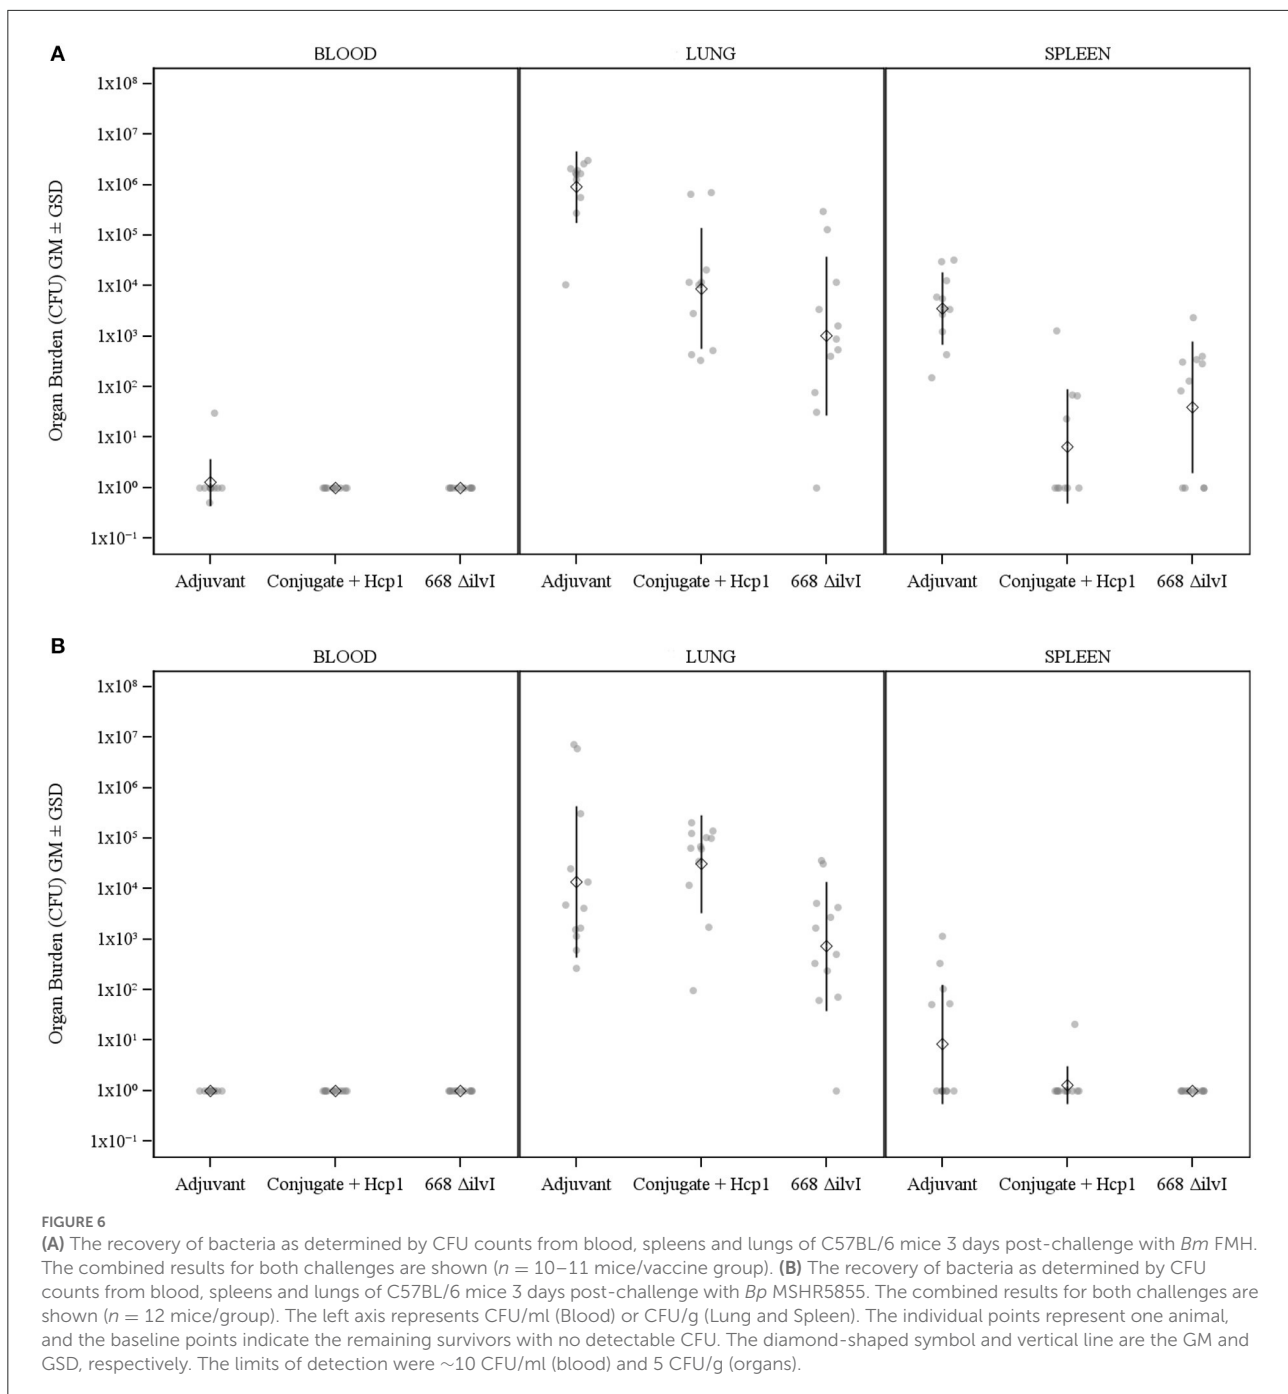 A
BLOOD LUNG SPLEEN
1x10⁸
1x10⁷
1x10⁶
1x10⁵
1x10⁴
1x10³
1x10²
1x10¹
1x10⁰
1x10⁻¹
Organ Burden (CFU) GM ± GSD
Adjuvant Conjugate + Hcp1 668 ΔilvI Adjuvant Conjugate + Hcp1 668 ΔilvI Adjuvant Conjugate + Hcp1 668 ΔilvI
B
BLOOD LUNG SPLEEN
1x10⁸
1x10⁷
1x10⁶
1x10⁵
1x10⁴
1x10³
1x10²
1x10¹
1x10⁰
1x10⁻¹
Organ Burden (CFU) GM ± GSD
Adjuvant Conjugate + Hcp1 668 ΔilvI Adjuvant Conjugate + Hcp1 668 ΔilvI Adjuvant Conjugate + Hcp1 668 ΔilvI
FIGURE 6
(A) The recovery of bacteria as determined by CFU counts from blood, spleens and lungs of C57BL/6 mice 3 days post-challenge with Bm FMH.
The combined results for both challenges are shown (n = 10–11 mice/vaccine group). (B) The recovery of bacteria as determined by CFU
counts from blood, spleens and lungs of C57BL/6 mice 3 days post-challenge with Bp MSHR5855. The combined results for both challenges are
shown (n = 12 mice/group). The left axis represents CFU/ml (Blood) or CFU/g (Lung and Spleen). The individual points represent one animal,
and the baseline points indicate the remaining survivors with no detectable CFU. The diamond-shaped symbol and vertical line are the GM and
GSD, respectively. The limits of detection were ∼10 CFU/ml (blood) and 5 CFU/g (organs).